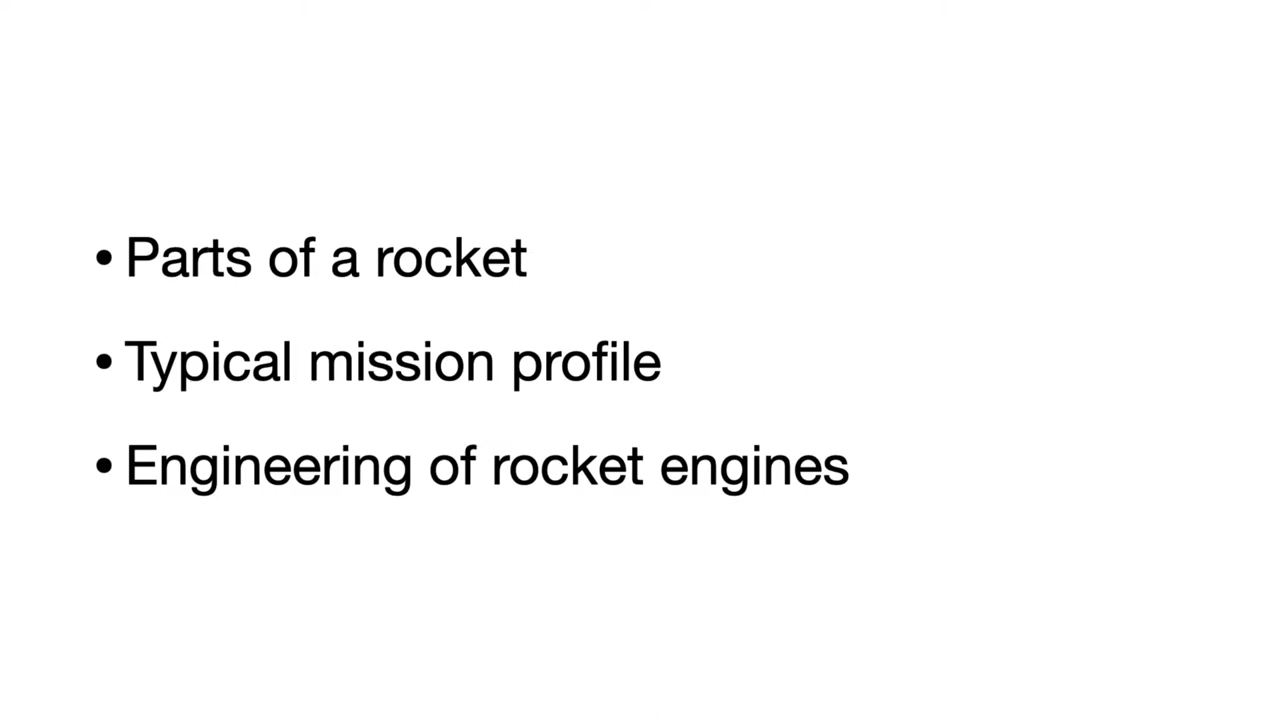 • Parts of a rocket
• Typical mission profile
• Engineering of rocket engines